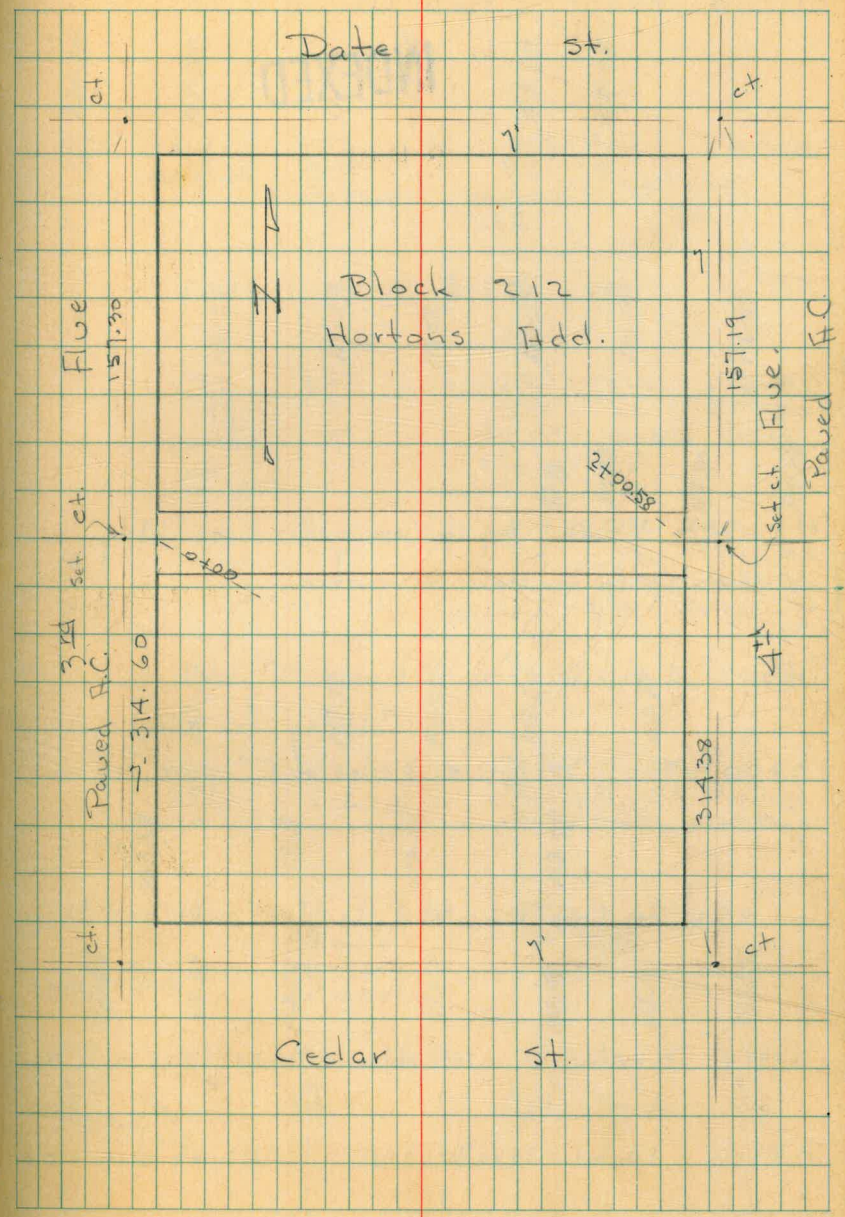 Date st.
ct.
ct.
7'
7
Block 212
Hortons Add.
3rd Ave
157.30
set ct.
Paved A.C.
7- 314.60
0+00
2+00.58
157.19
set ct.
4th Ave.
Paved A.C.
314.38
ct.
7'
ct
Cedar st.
N